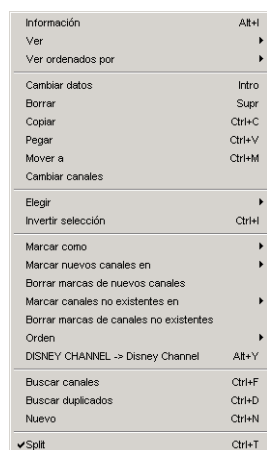 Información Alt+I
Ver
Ver ordenados por
Cambiar datos Intro
Borrar Supr
Copiar Ctrl+C
Pegar Ctrl+V
Mover a Ctrl+M
Cambiar canales
Elegir
Invertir selección Ctrl+I
Marcar como
Marcar nuevos canales en
Borrar marcas de nuevos canales
Marcar canales no existentes en
Borrar marcas de canales no existentes
Orden
DISNEY CHANNEL -> Disney Channel Alt+Y
Buscar canales Ctrl+F
Buscar duplicados Ctrl+D
Nuevo Ctrl+N
Split Ctrl+T